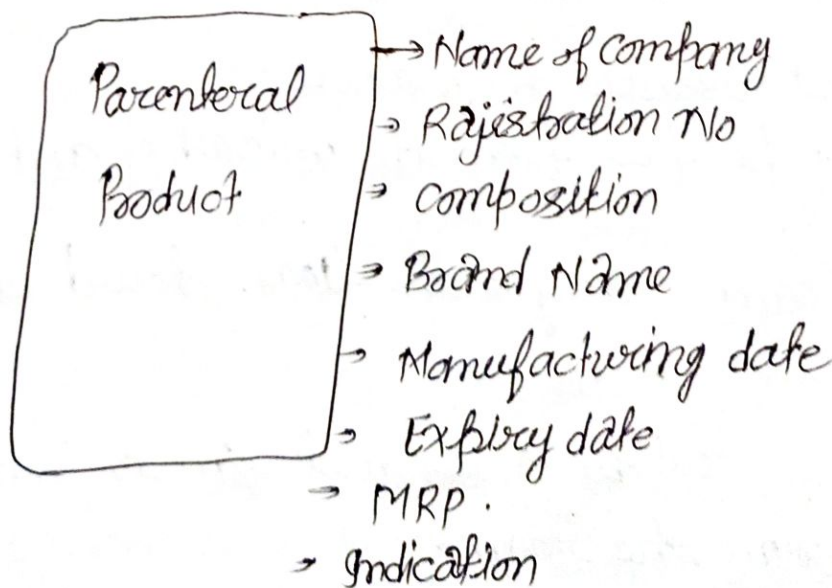 Parenteral
Product
→ Name of Company
→ Rajistration No
→ Composition
→ Brand Name
→ Manufacturing date
→ Expiry date
→ MRP.
→ Indication